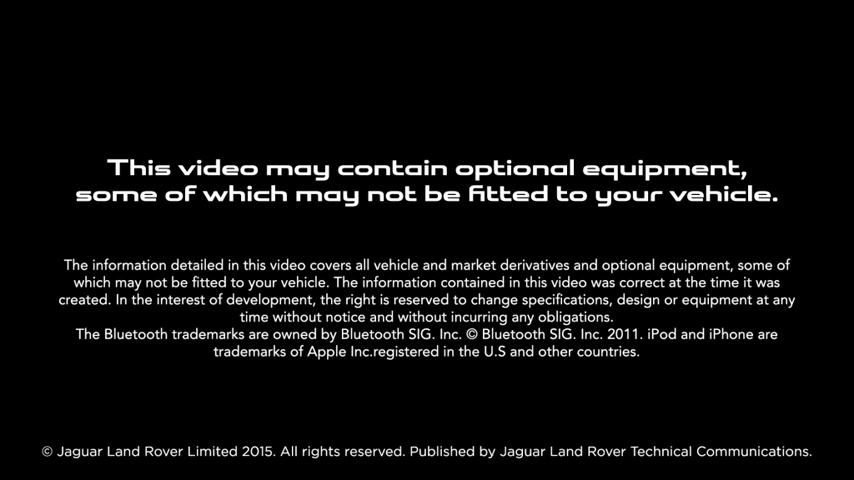 This video may contain optional equipment,
some of which may not be fitted to your vehicle.
The information detailed in this video covers all vehicle and market derivatives and optional equipment, some of
which may not be fitted to your vehicle. The information contained in this video was correct at the time it was
created. In the interest of development, the right is reserved to change specifications, design or equipment at any
time without notice and without incurring any obligations.
The Bluetooth trademarks are owned by Bluetooth SIG. Inc. © Bluetooth SIG. Inc. 2011. iPod and iPhone are
trademarks of Apple Inc.registered in the U.S and other countries.
© Jaguar Land Rover Limited 2015. All rights reserved. Published by Jaguar Land Rover Technical Communications.